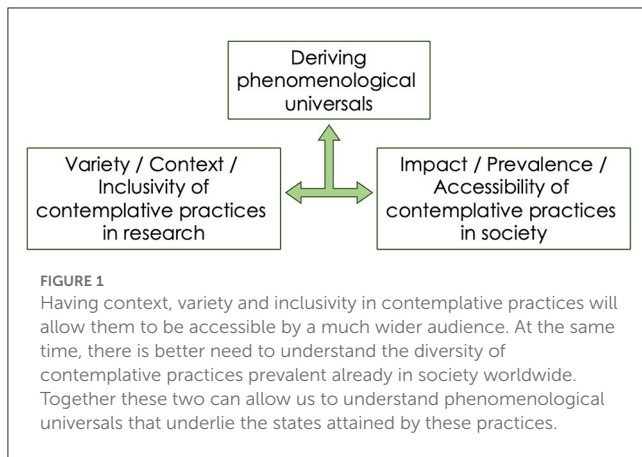 Deriving
phenomenological
universals
Variety / Context /
Inclusivity of
contemplative practices
in research
Impact / Prevalence /
Accessibility of
contemplative practices
in society
FIGURE 1
Having context, variety and inclusivity in contemplative practices will
allow them to be accessible by a much wider audience. At the same
time, there is better need to understand the diversity of
contemplative practices prevalent already in society worldwide.
Together these two can allow us to understand phenomenological
universals that underlie the states attained by these practices.